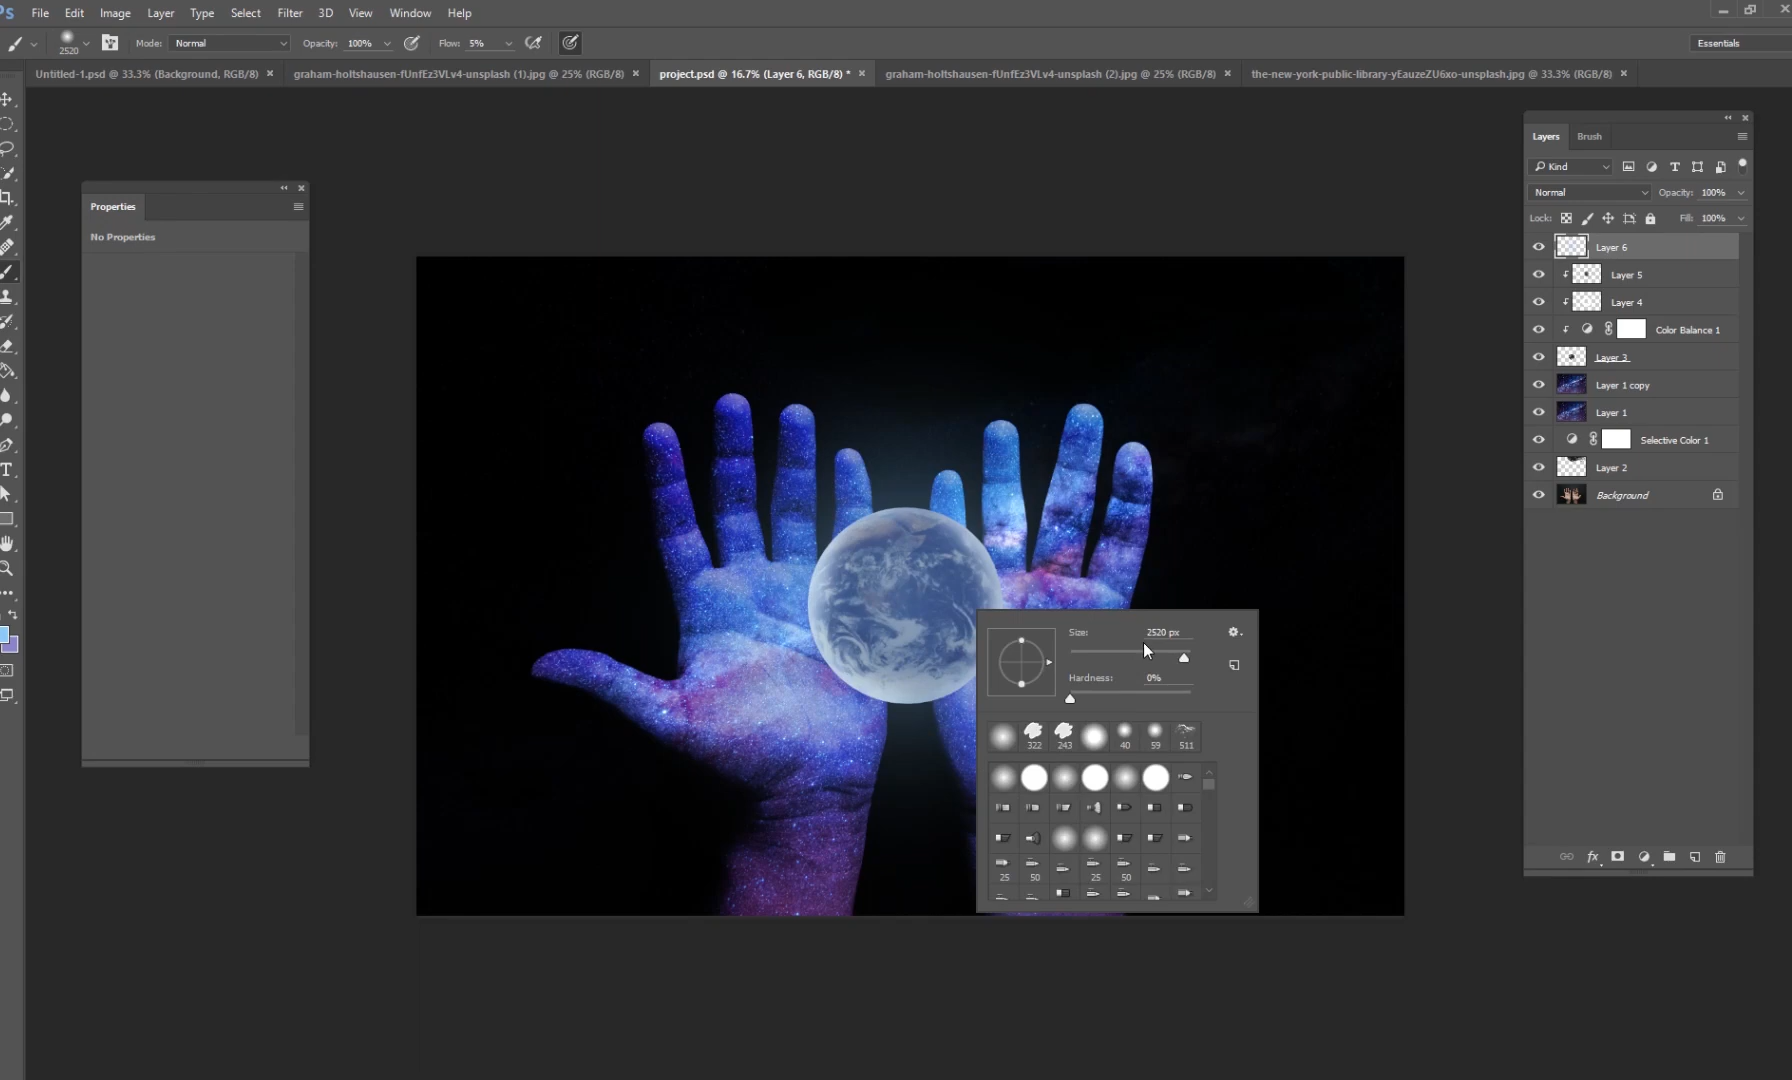 Ps File Edit Image Layer Type Select Filter 3D View Window Help
2520 Mode: Normal Opacity: 100% Flow: 5% Essentials
Untitled-1.psd @ 33.3% (Background, RGB/8) × graham-holtshausen-fUnfEz3VLv4-unsplash (1).jpg @ 25% (RGB/8) × project.psd @ 16.7% (Layer 6, RGB/8) * × graham-holtshausen-fUnfEz3VLv4-unsplash (2).jpg @ 25% (RGB/8) × the-new-york-public-library-yEauzeZU6xo-unsplash.jpg @ 33.3% (RGB/8) ×
Properties
No Properties
Size: 2520 px
Hardness: 0%
322 243 40 59 511
25 50 25 50
Layers Brush
Kind
Normal Opacity: 100%
Lock: Fill: 100%
Layer 6
Layer 5
Layer 4
Color Balance 1
Layer 3
Layer 1 copy
Layer 1
Selective Color 1
Layer 2
Background
fx